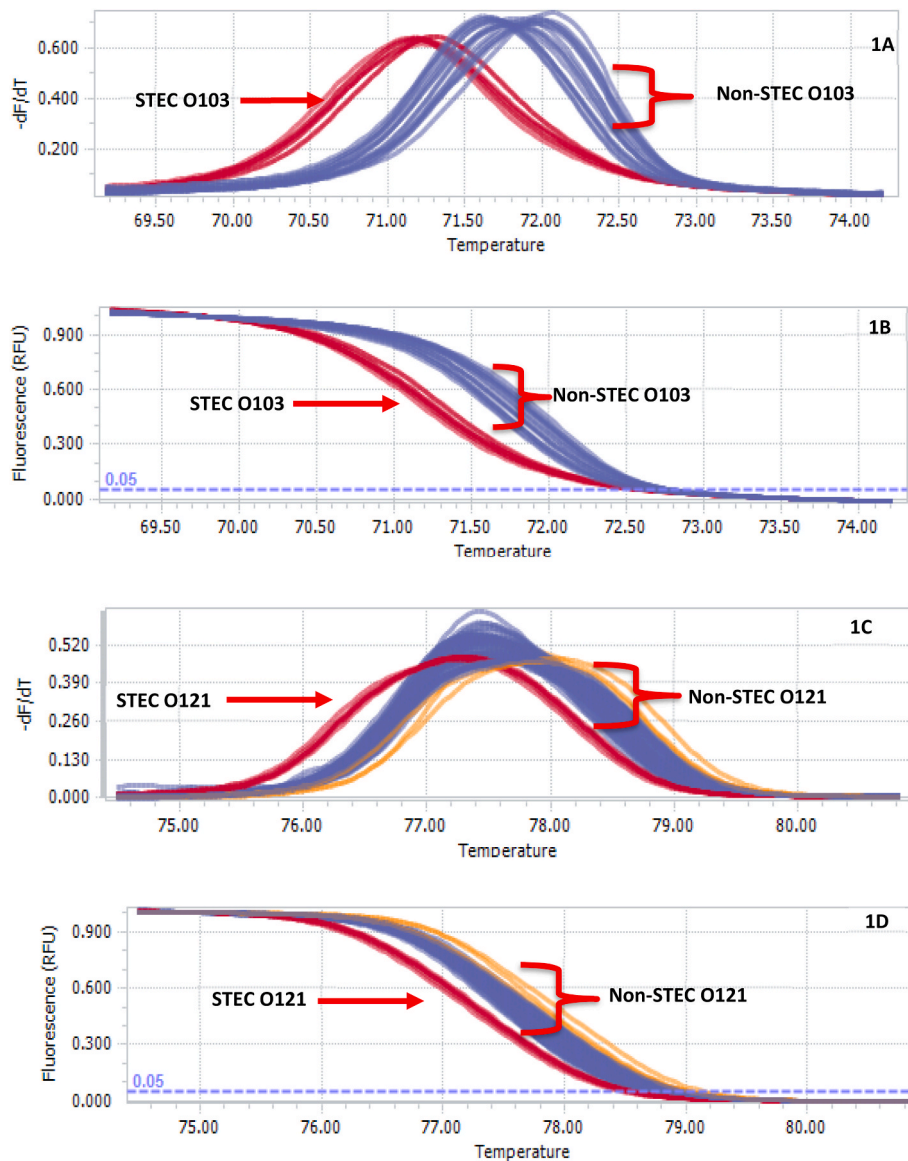 1A
-dF/dT
0.600
0.400
0.200
STEC O103
Non-STEC O103
69.50 70.00 70.50 71.00 71.50 72.00 72.50 73.00 73.50 74.00
Temperature
1B
Fluorescence (RFU)
0.900
0.600
0.300
0.000
0.05
STEC O103
Non-STEC O103
69.50 70.00 70.50 71.00 71.50 72.00 72.50 73.00 73.50 74.00
Temperature
1C
-dF/dT
0.520
0.390
0.260
0.130
0.000
STEC O121
Non-STEC O121
75.00 76.00 77.00 78.00 79.00 80.00
Temperature
1D
Fluorescence (RFU)
0.900
0.600
0.300
0.000
0.05
STEC O121
Non-STEC O121
75.00 76.00 77.00 78.00 79.00 80.00
Temperature